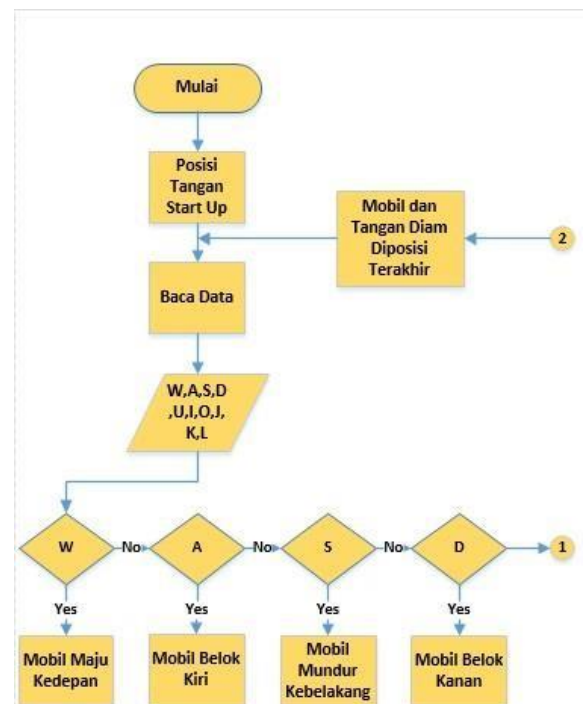 Mulai
Posisi
Tangan
Start Up
Mobil dan
Tangan Diam
Diposisi
Terakhir
2
Baca Data
W,A,S,D
,U,I,O,J,
K,L
W
No
A
No
S
No
D
1
Yes
Yes
Yes
Yes
Mobil Maju
Kedepan
Mobil Belok
Kiri
Mobil
Mundur
Kebelakang
Mobil Belok
Kanan